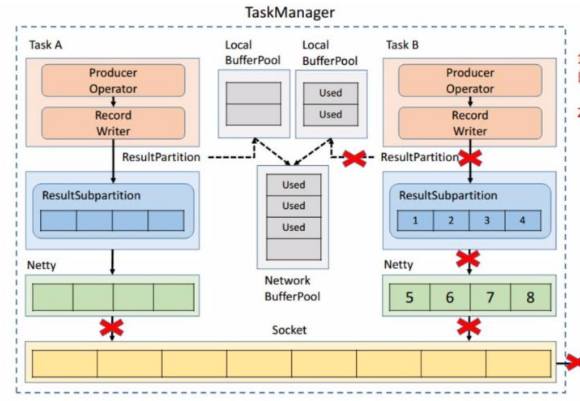 TaskManager
Task A
Local
BufferPool
Local
BufferPool
Task B
Producer
Operator
Record
Writer
Used
Used
Producer
Operator
Record
Writer
ResultPartition
ResultPartition
ResultSubpartition
Used
Used
Used
ResultSubpartition
1 2 3 4
Netty
Network
BufferPool
Netty
5 6 7 8
Socket